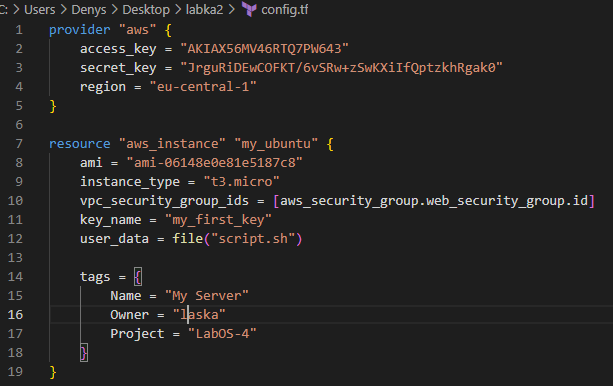 C: > Users > Denys > Desktop > labka2 > config.tf
1 provider "aws" {
2 access_key = "AKIAX56MV46RTQ7PW643"
3 secret_key = "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"
4 region = "eu-central-1"
5 }
6
7 resource "aws_instance" "my_ubuntu" {
8 ami = "ami-06148e0e81e5187c8"
9 instance_type = "t3.micro"
10 vpc_security_group_ids = [aws_security_group.web_security_group.id]
11 key_name = "my_first_key"
12 user_data = file("script.sh")
13
14 tags = {
15 Name = "My Server"
16 Owner = "laska"
17 Project = "LabOS-4"
18 }
19 }